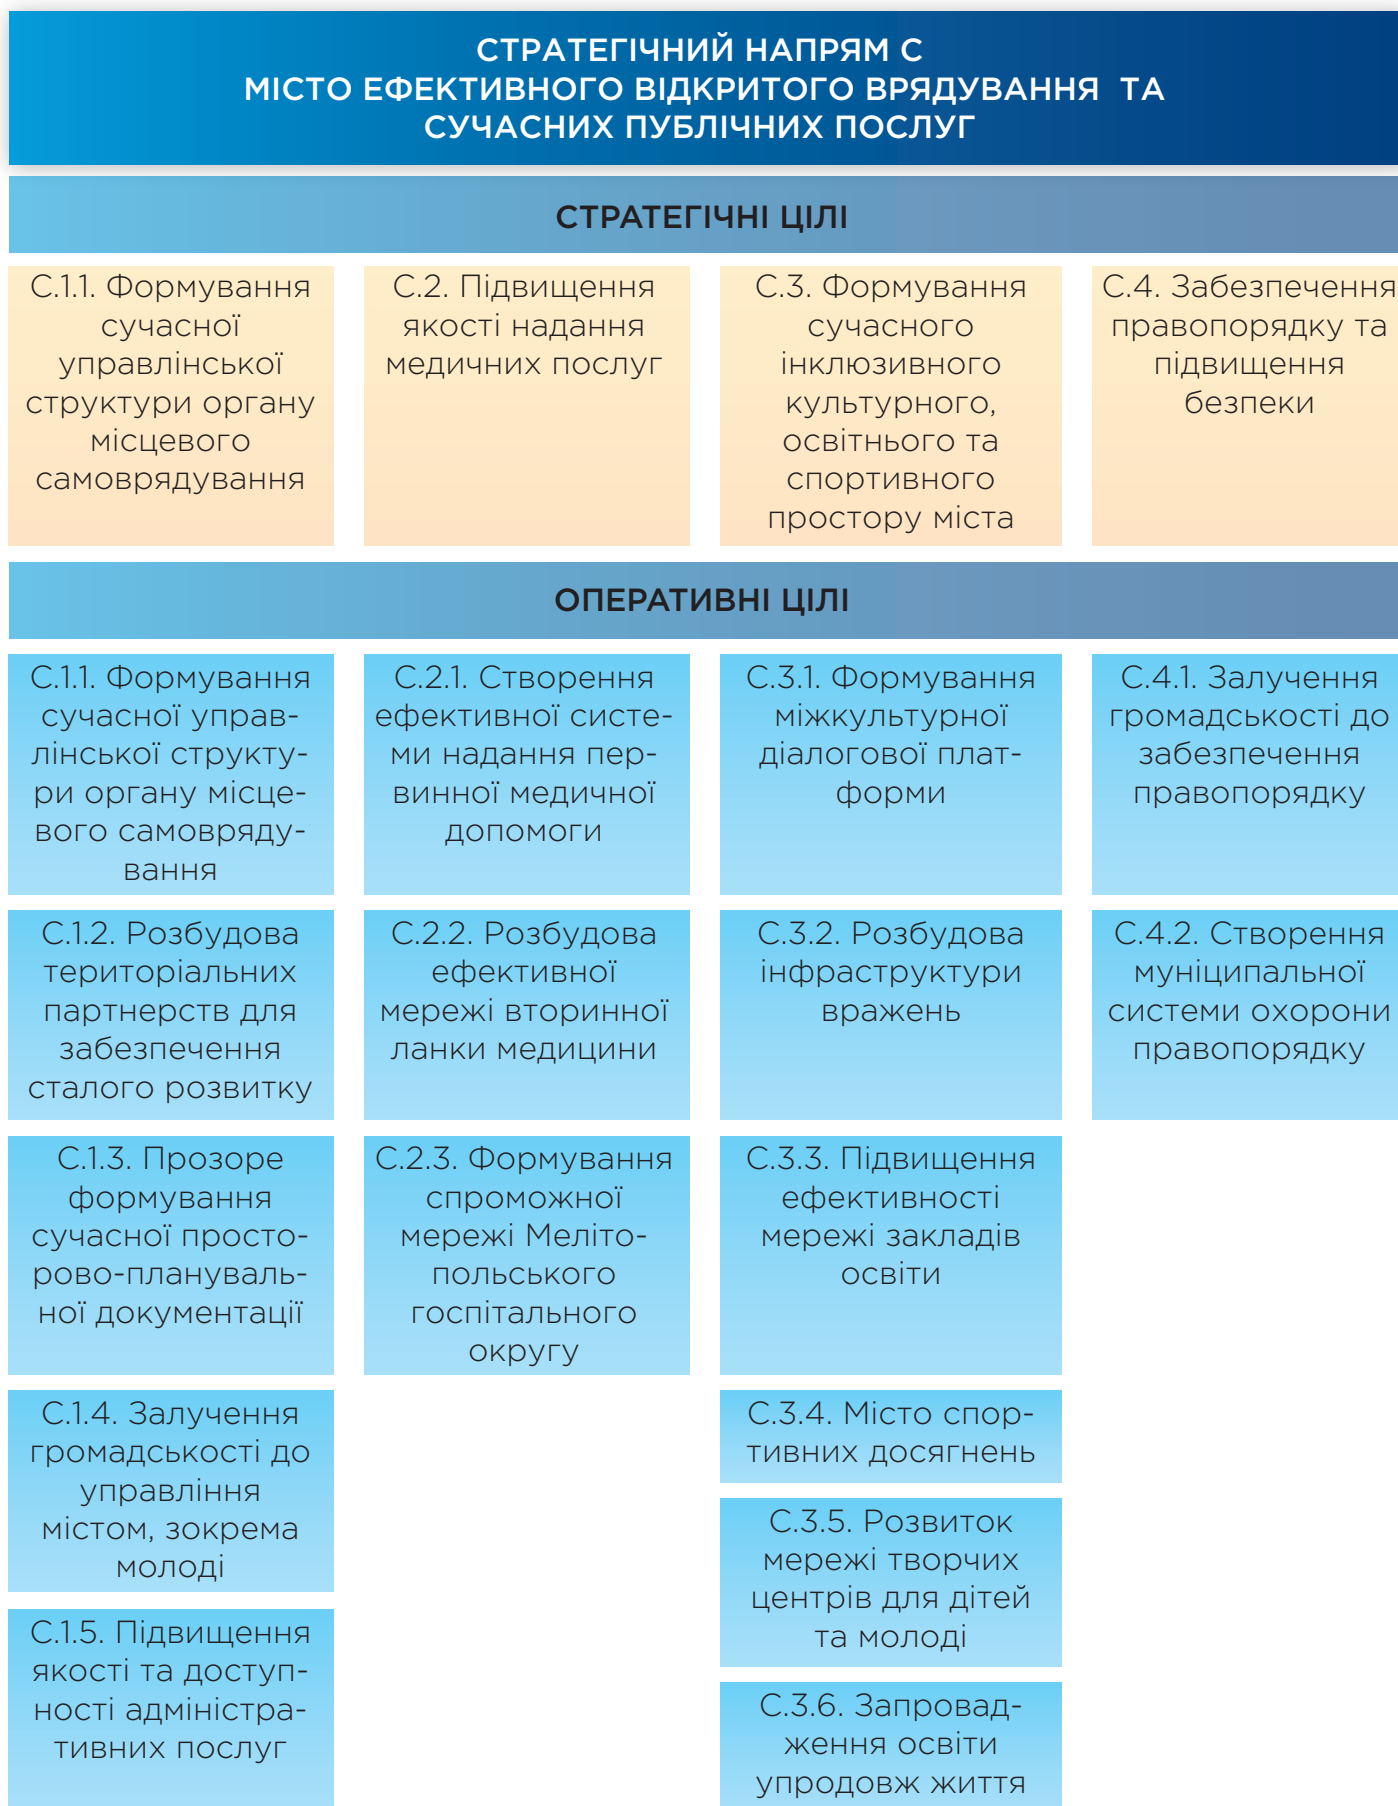 СТРАТЕГІЧНИЙ НАПРЯМ С
МІСТО ЕФЕКТИВНОГО ВІДКРИТОГО ВРЯДУВАННЯ ТА
СУЧАСНИХ ПУБЛІЧНИХ ПОСЛУГ
СТРАТЕГІЧНІ ЦІЛІ
С.1.1. Формування
сучасної
управлінської
структури органу
місцевого
самоврядування
С.2. Підвищення
якості надання
медичних послуг
С.3. Формування
сучасного
інклюзивного
культурного,
освітнього та
спортивного
простору міста
С.4. Забезпечення
правопорядку та
підвищення
безпеки
ОПЕРАТИВНІ ЦІЛІ
С.1.1. Формування
сучасної управ-
лінської структу-
ри органу місце-
вого самовряду-
вання
С.2.1. Створення
ефективної систе-
ми надання пер-
винної медичної
допомоги
С.3.1. Формування
міжкультурної
діалогової плат-
форми
С.4.1. Залучення
громадськості до
забезпечення
правопорядку
С.1.2. Розбудова
територіальних
партнерств для
забезпечення
сталого розвитку
С.2.2. Розбудова
ефективної
мережі вторинної
ланки медицини
С.3.2. Розбудова
інфраструктури
вражень
С.4.2. Створення
муніципальної
системи охорони
правопорядку
С.1.3. Прозоре
формування
сучасної просто-
рово-плануваль-
ної документації
С.2.3. Формування
спроможної
мережі Меліто-
польського
госпітального
округу
С.3.3. Підвищення
ефективності
мережі закладів
освіти
С.1.4. Залучення
громадськості до
управління
містом, зокрема
молоді
С.3.4. Місто спор-
тивних досягнень
С.3.5. Розвиток
мережі творчих
центрів для дітей
та молоді
С.1.5. Підвищення
якості та доступ-
ності адміністра-
тивних послуг
С.3.6. Запровад-
ження освіти
упродовж життя